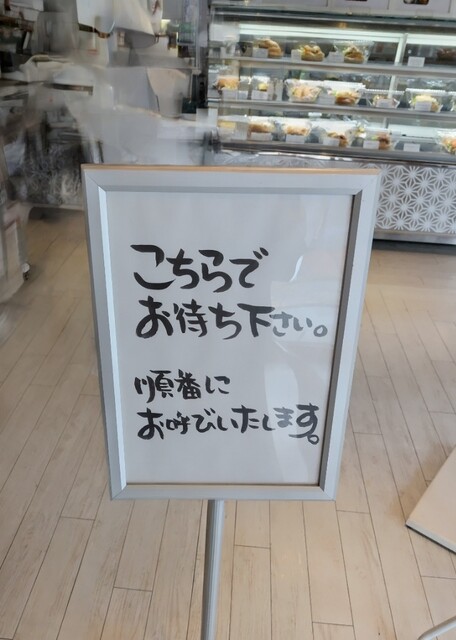 こちらで
お待ち下さい。
順番に
お呼びいたします。